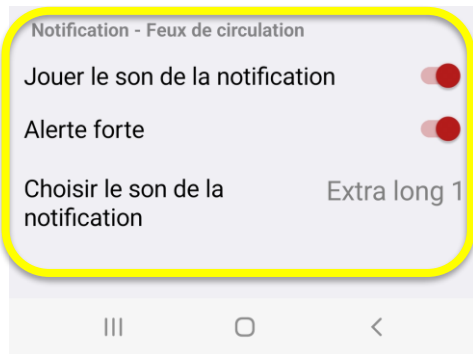 Notification - Feux de circulation
Jouer le son de la notification
Alerte forte
Choisir le son de la
notification
Extra long 1